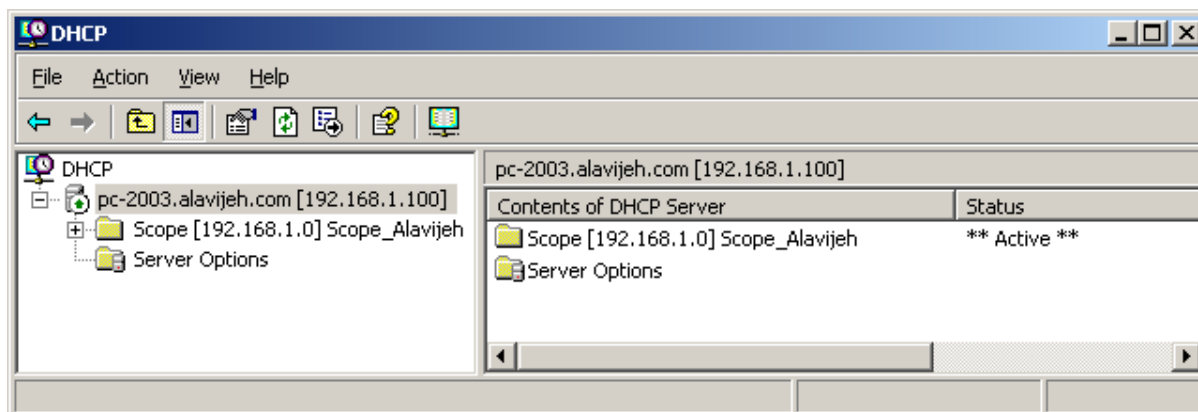 DHCP
File Action View Help
DHCP
pc-2003.alavijeh.com [192.168.1.100]
Scope [192.168.1.0] Scope_Alavijeh
Server Options
pc-2003.alavijeh.com [192.168.1.100]
Contents of DHCP Server Status
Scope [192.168.1.0] Scope_Alavijeh ** Active **
Server Options